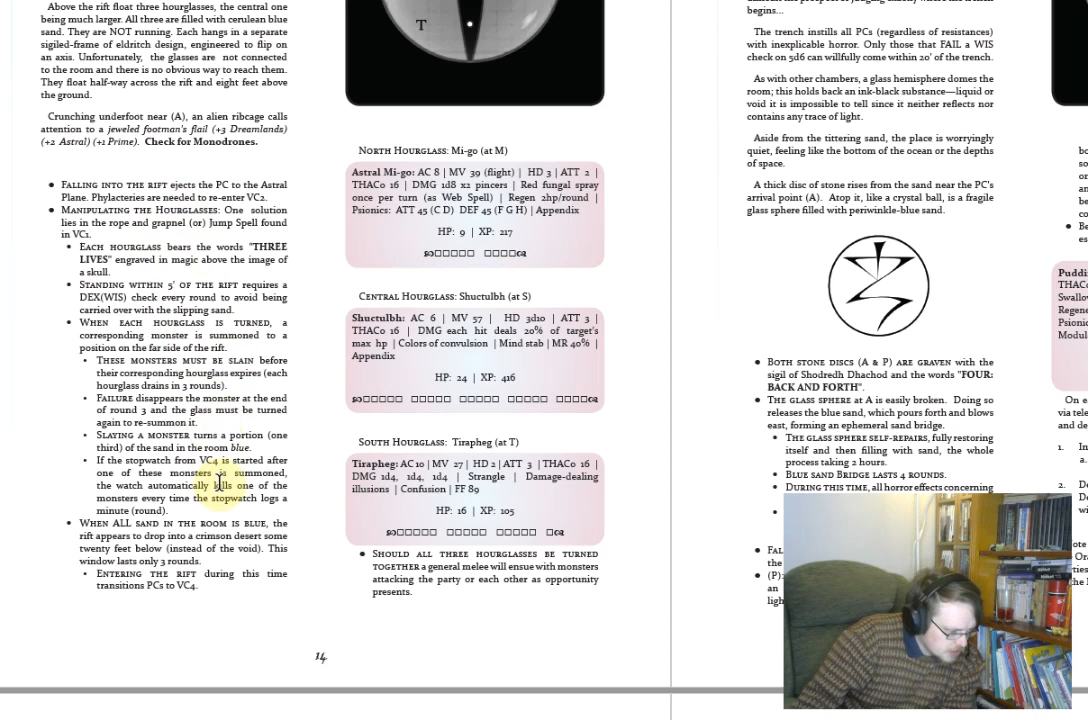 Above the rift float three hourglasses, the central one
being much larger. All three are filled with cerulean blue
sand. They are NOT running. Each hangs in a separate
sigiled-frame of eldritch design, engineered to flip on
an axis. Unfortunately, the glasses are not connected
to the room and there is no obvious way to reach them.
They float half-way across the rift and eight feet above
the ground.
Crunching underfoot near (A), an alien ribcage calls
attention to a jeweled footman's flail (+3 Dreamlands)
(+2 Astral) (+1 Prime). Check for Monodrones.
• Falling into the rift ejects the PC to the Astral
Plane. Phylacteries are needed to re-enter VC2.
• Manipulating the Hourglasses: One solution
lies in the rope and grapnel (or) Jump Spell found
in VC1.
• Each hourglass bears the words "THREE
LIVES" engraved in magic above the image of
a skull.
• Standing within 5' of the rift requires a
DEX(WIS) check every round to avoid being
carried over with the slipping sand.
• When each hourglass is turned, a
corresponding monster is summoned to a
position on the far side of the rift.
• These monsters must be slain before
their corresponding hourglass expires (each
hourglass drains in 3 rounds).
• Failure disappears the monster at the end
of round 3 and the glass must be turned
again to re-summon it.
• Slaying a monster turns a portion (one
third) of the sand in the room blue.
• If the stopwatch from VC4 is started after
one of these monsters is summoned,
the watch automatically kills one of the
monsters every time the stopwatch logs a
minute (round).
• When ALL sand in the room is blue, the
rift appears to drop into a crimson desert some
twenty feet below (instead of the void). This
window lasts only 3 rounds.
• Entering the rift during this time
transitions PCs to VC4.
T
North Hourglass: Mi-go (at M)
Astral Mi-go: AC 8 | MV 39 (flight) | HD 3 | ATT 2 |
THACo 16 | DMG 1d8 x2 pincers | Red fungal spray
once per turn (as Web Spell) | Regen 2hp/round |
Psionics: ATT 45 (C D) DEF 45 (F G H) | Appendix
HP: 9 | XP: 217
□□□□□ □□□□
Central Hourglass: Shuctulbh (at S)
Shuctulbh: AC 6 | MV 57 | HD 3d10 | ATT 3 |
THACo 16 | DMG each hit deals 20% of target's
max hp | Colors of convulsion | Mind stab | MR 40% |
Appendix
HP: 24 | XP: 416
□□□□□ □□□□□ □□□□□ □□□□□ □□□□
South Hourglass: Tirapheg (at T)
Tirapheg: AC 10 | MV 27 | HD 2 | ATT 3 | THACo 16 |
DMG 1d4, 1d4, 1d4 | Strangle | Damage-dealing
illusions | Confusion | FF 89
HP: 16 | XP: 105
□□□□□ □□□□□ □□□□□ □
• Should all three hourglasses be turned
together a general melee will ensue with monsters
attacking the party or each other as opportunity
presents.
14
begins...
The trench instills all PCs (regardless of resistances)
with inexplicable horror. Only those that FAIL a WIS
check on 5d6 can willfully come within 20' of the trench.
As with other chambers, a glass hemisphere domes the
room; this holds back an ink-black substance—liquid or
void it is impossible to tell since it neither reflects nor
contains any trace of light.
Aside from the tittering sand, the place is worryingly
quiet, feeling like the bottom of the ocean or the depths
of space.
A thick disc of stone rises from the sand near the PC's
arrival point (A). Atop it, like a crystal ball, is a fragile
glass sphere filled with periwinkle-blue sand.
• Both stone discs (A & P) are graven with the
sigil of Shodredh Dhachod and the words "FOUR:
BACK AND FORTH".
• The glass sphere at A is easily broken. Doing so
releases the blue sand, which pours forth and blows
east, forming an ephemeral sand bridge.
• The glass sphere self-repairs, fully restoring
itself and then filling with sand, the whole
process taking 2 hours.
• Blue sand bridge lasts 4 rounds.
• During this time, all horror effects concerning
• Fal
the
• (P):
an
ligh
bo
so
or
an
be
co
• Be
es
Puddi
THACo
Swallow
Regene
Psionic
Modul
On e
via tele
and de
1. In
a.
2. De
De
wi